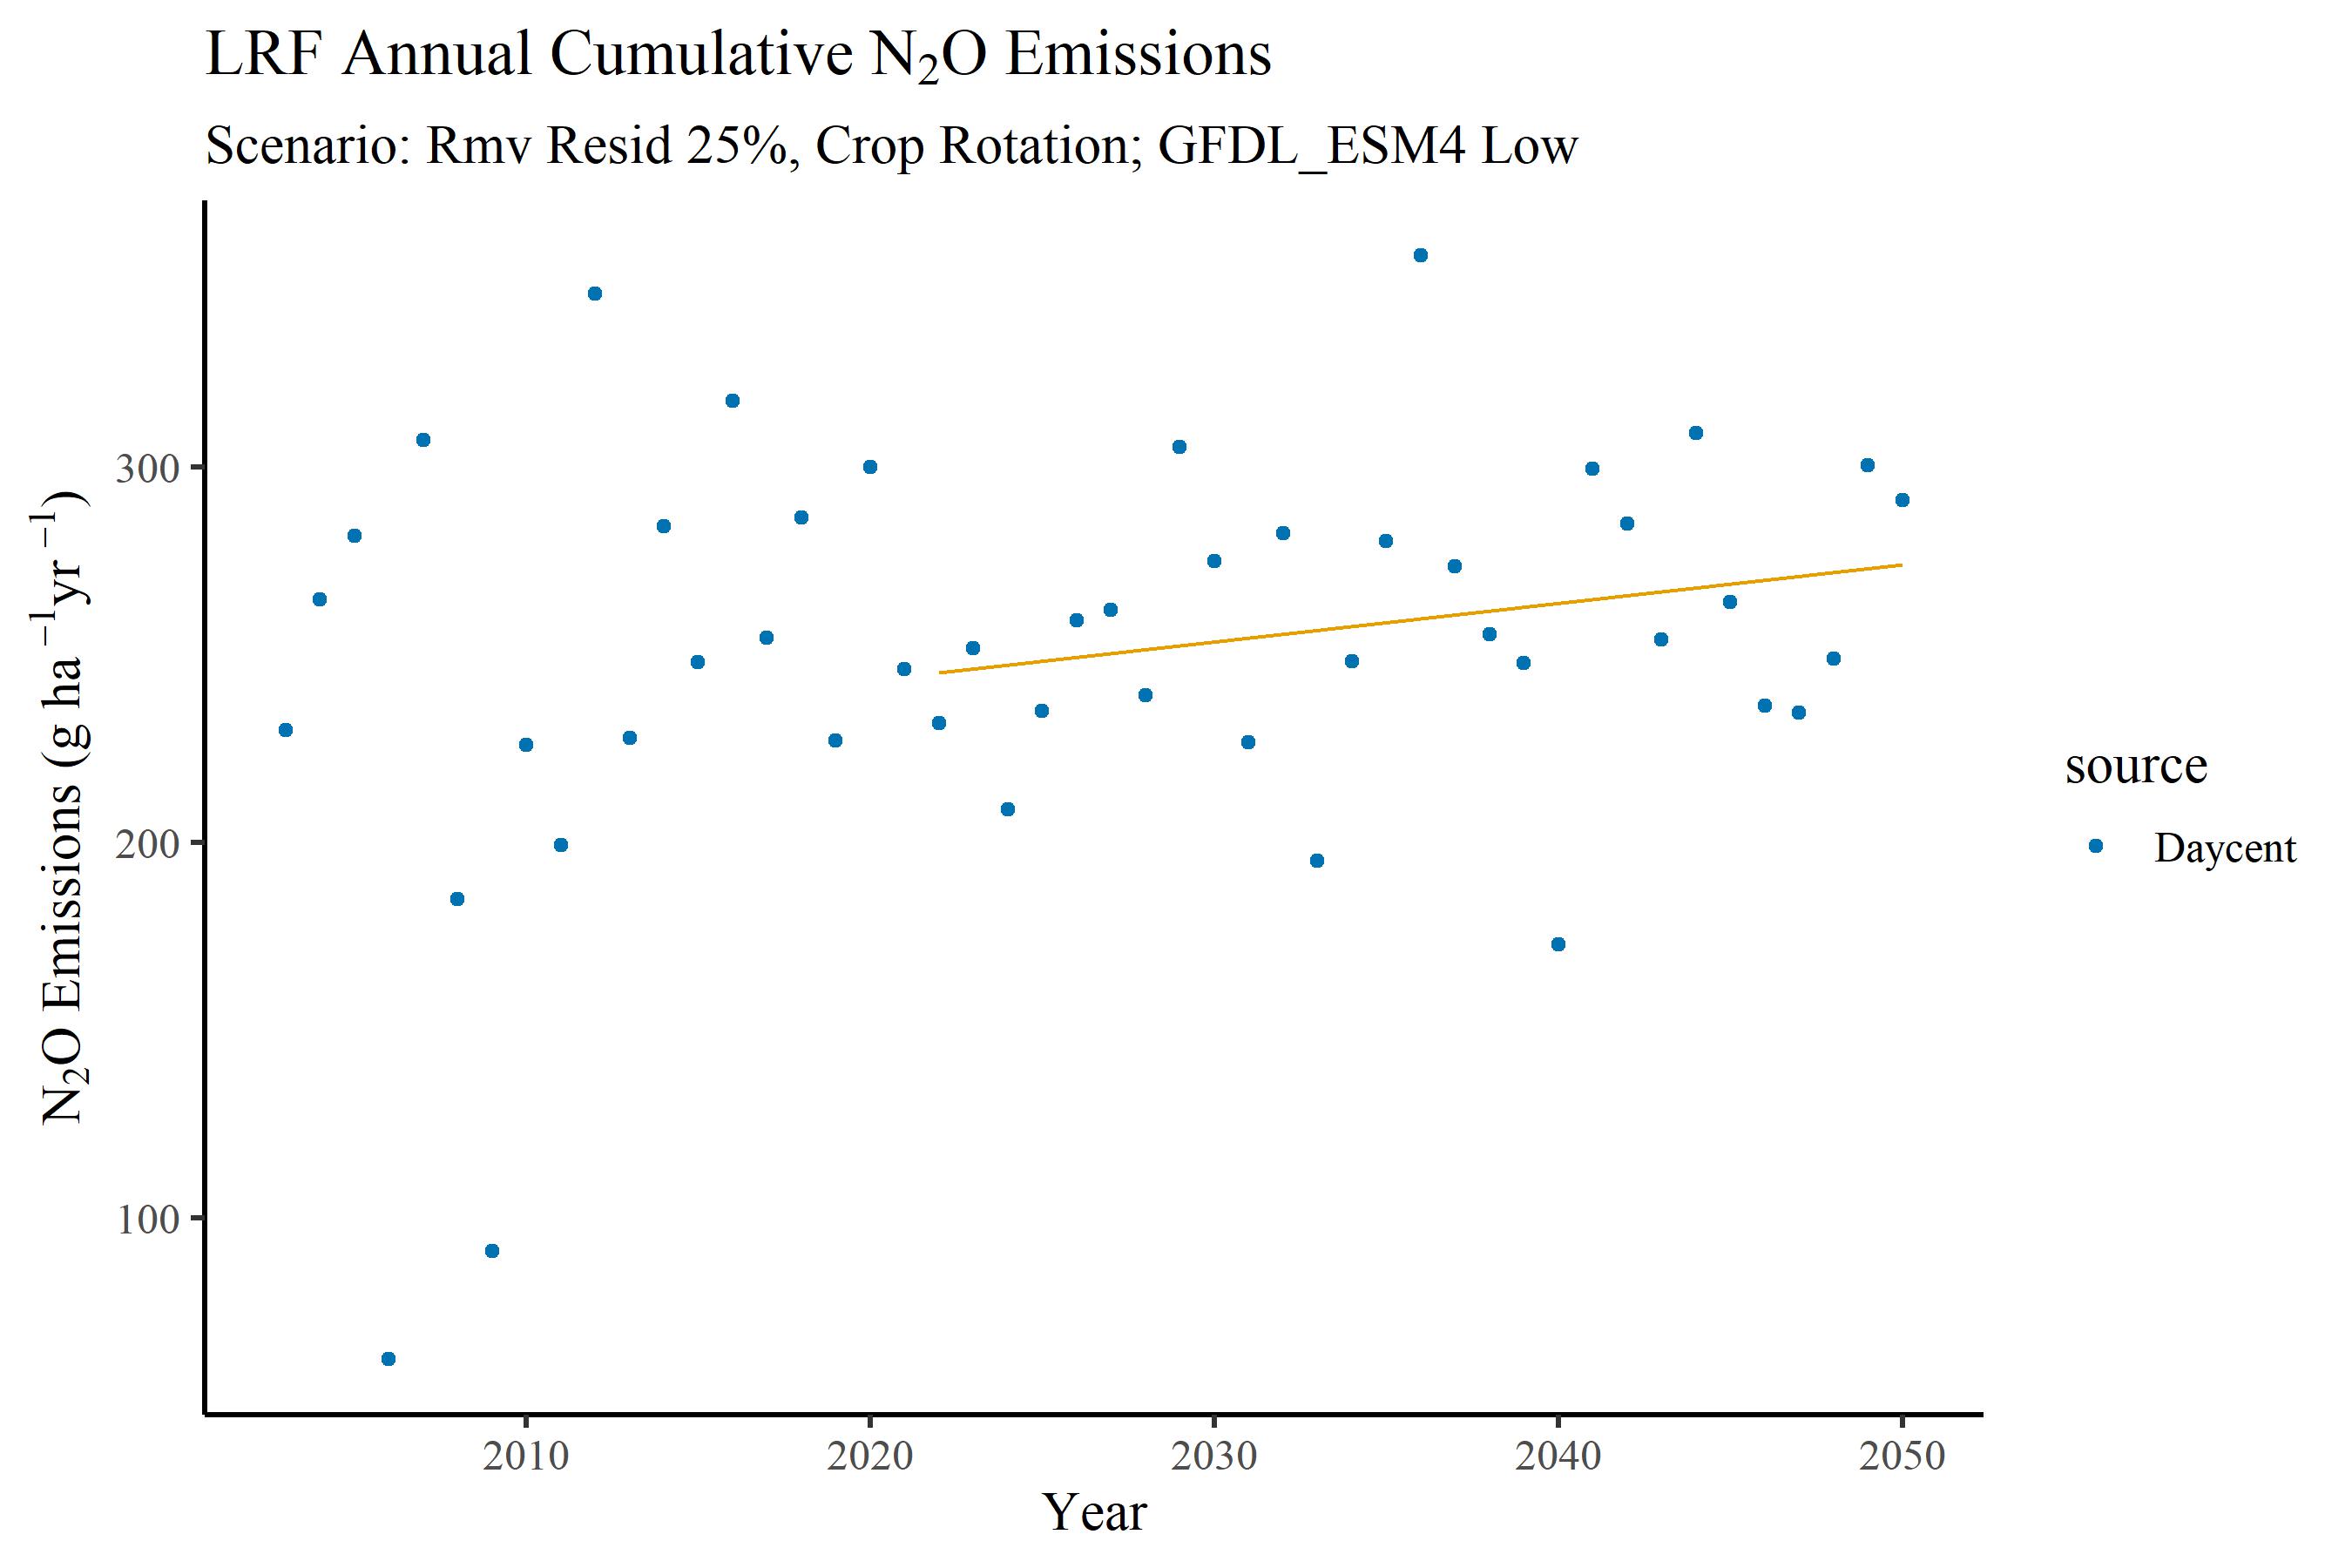 LRF Annual Cumulative N₂O Emissions
Scenario: Rmv Resid 25%, Crop Rotation; GFDL_ESM4 Low
N₂O Emissions (g ha ⁻¹yr ⁻¹)
300
200
100
2010 2020 2030 2040 2050
Year
source
Daycent